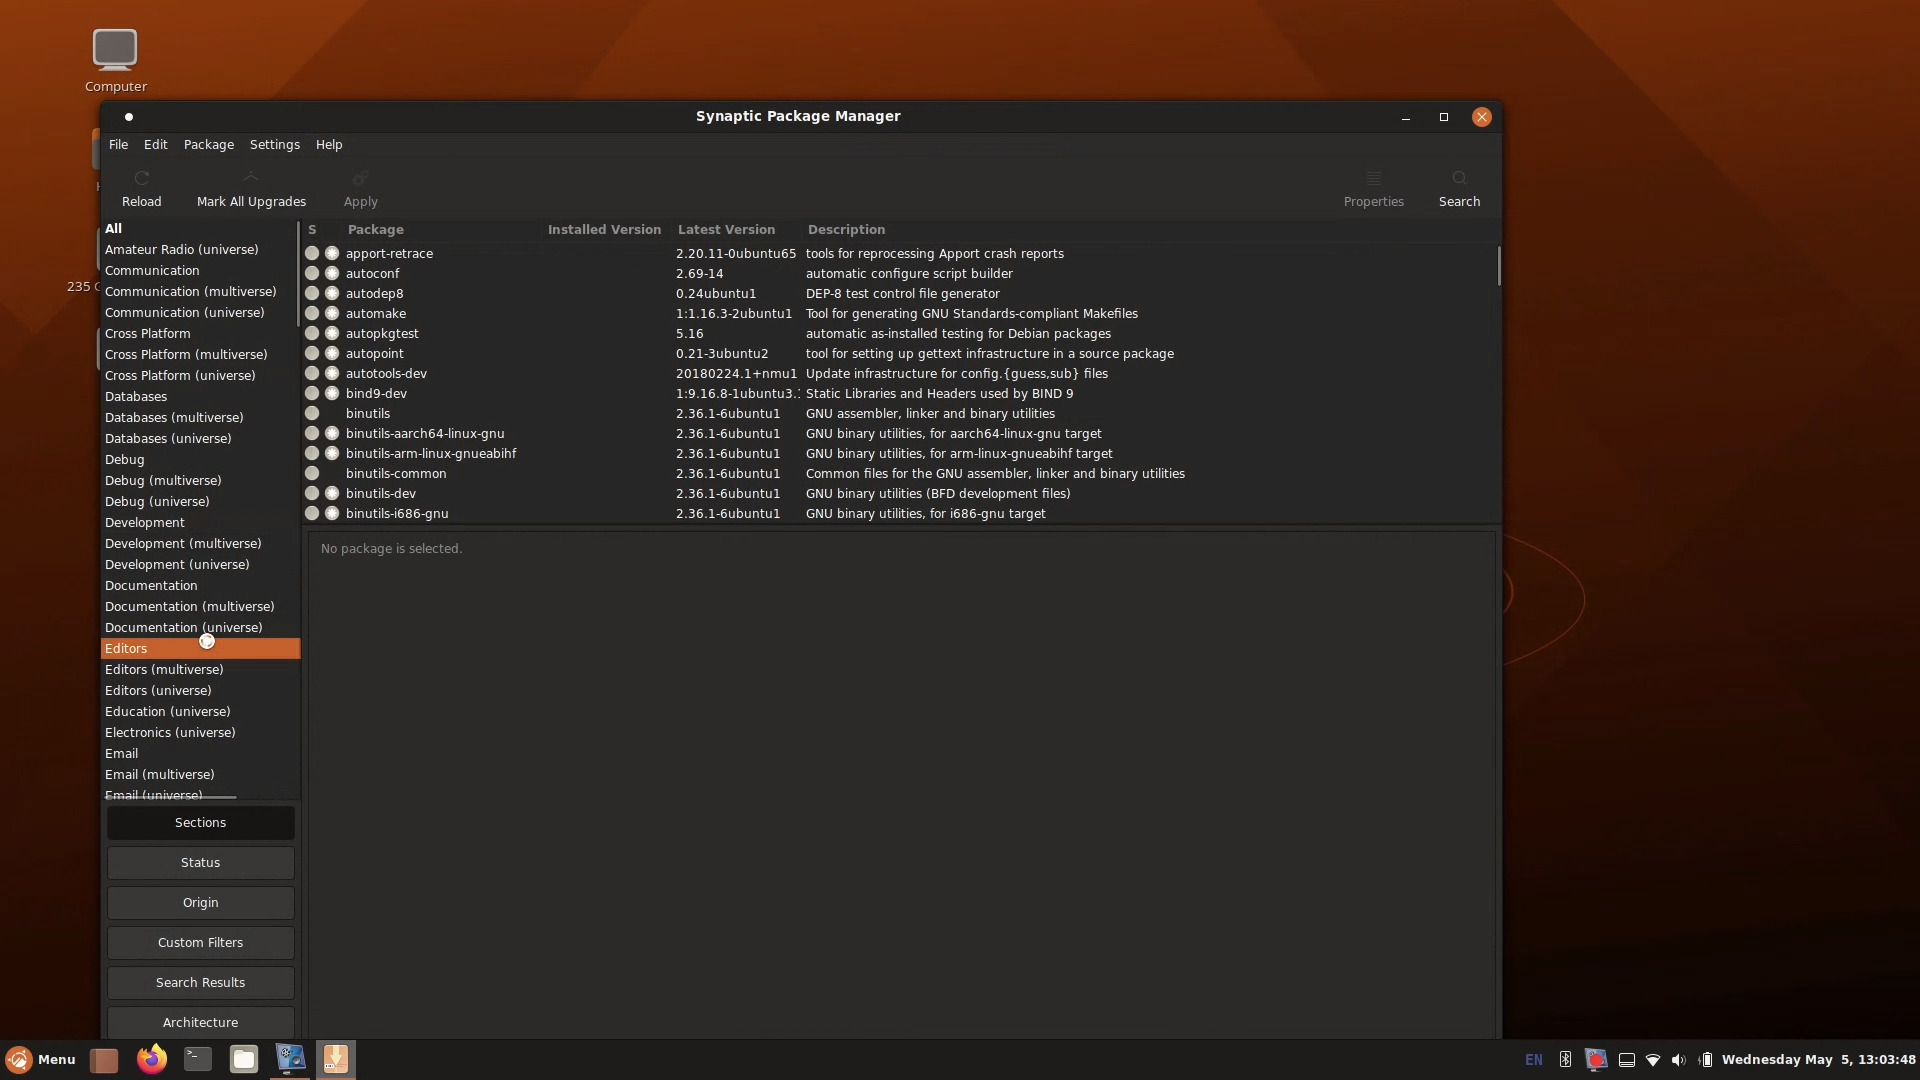 Computer
Synaptic Package Manager
File Edit Package Settings Help
Reload Mark All Upgrades Apply Properties Search
All
Amateur Radio (universe)
Communication
Communication (multiverse)
Communication (universe)
Cross Platform
Cross Platform (multiverse)
Cross Platform (universe)
Databases
Databases (multiverse)
Databases (universe)
Debug
Debug (multiverse)
Debug (universe)
Development
Development (multiverse)
Development (universe)
Documentation
Documentation (multiverse)
Documentation (universe)
Editors
Editors (multiverse)
Editors (universe)
Education (universe)
Electronics (universe)
Email
Email (multiverse)
Email (universe)
Sections
Status
Origin
Custom Filters
Search Results
Architecture
S Package Installed Version Latest Version Description
apport-retrace 2.20.11-0ubuntu65 tools for reprocessing Apport crash reports
autoconf 2.69-14 automatic configure script builder
autodep8 0.24ubuntu1 DEP-8 test control file generator
automake 1:1.16.3-2ubuntu1 Tool for generating GNU Standards-compliant Makefiles
autopkgtest 5.16 automatic as-installed testing for Debian packages
autopoint 0.21-3ubuntu2 tool for setting up gettext infrastructure in a source package
autotools-dev 20180224.1+nmu1 Update infrastructure for config.{guess,sub} files
bind9-dev 1:9.16.8-1ubuntu3. Static Libraries and Headers used by BIND 9
binutils 2.36.1-6ubuntu1 GNU assembler, linker and binary utilities
binutils-aarch64-linux-gnu 2.36.1-6ubuntu1 GNU binary utilities, for aarch64-linux-gnu target
binutils-arm-linux-gnueabihf 2.36.1-6ubuntu1 GNU binary utilities, for arm-linux-gnueabihf target
binutils-common 2.36.1-6ubuntu1 Common files for the GNU assembler, linker and binary utilities
binutils-dev 2.36.1-6ubuntu1 GNU binary utilities (BFD development files)
binutils-i686-gnu 2.36.1-6ubuntu1 GNU binary utilities, for i686-gnu target
No package is selected.
235
Menu EN Wednesday May 5, 13:03:48